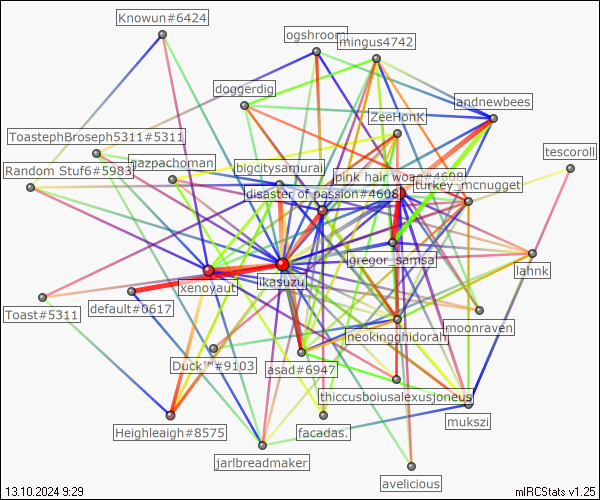 Knowun#6424
ogshroom
mingus4742
doggerdig
andnewbees
ZeeHonK
ToastephBroseph5311#5311
tescoroll
gazpachoman
Random Stuf6#5983
bigcitysamurai
pink hair woao#4608
turkey_mcnugget
disaster of passion#4608
gregor_samsa
lahnk
xenoyaut
ikasuzu
default#0617
Toast#5311
moonraven
neokingghidorah
Duck™#9103
asad#6947
thiccusboiusalexusjoneus
mukszi
Heighleaigh#8575
facadas.
jarlbreadmaker
avelicious
13.10.2024 9:29
mIRCStats v1.25